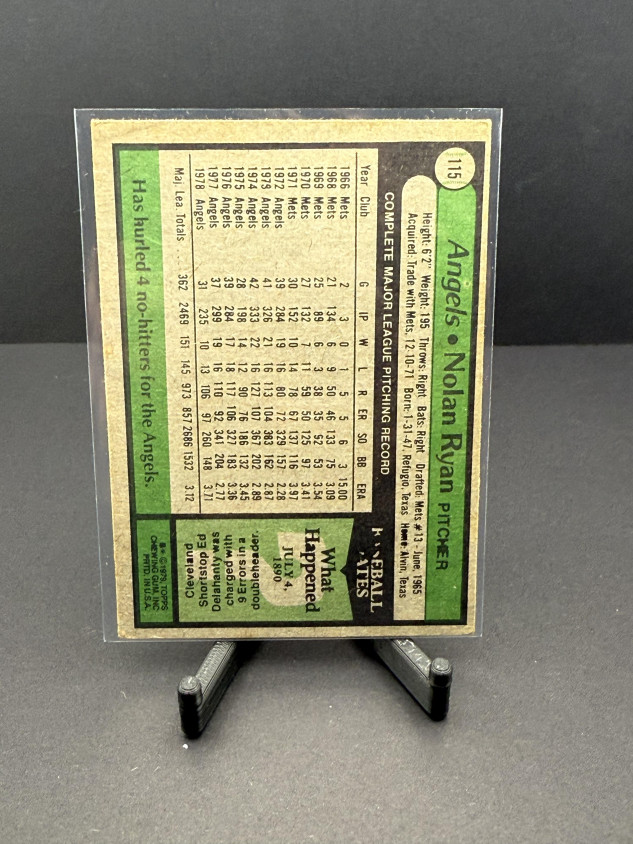 115
Angels • Nolan Ryan PITCHER
Height: 6'2" Weight: 195 Throws: Right Bats: Right Drafted: Mets #13 - June, 1965
Acquired: Trade with Mets, 12-10-71 Born: 1-31-47, Refugio, Texas Home: Alvin, Texas
COMPLETE MAJOR LEAGUE PITCHING RECORD
Year Club G IP W L R ER SO BB ERA
1966 Mets 2 3 0 1 5 5 6 3 15.00
1968 Mets 21 134 6 9 50 46 133 75 3.09
1969 Mets 25 89 6 3 38 35 92 53 3.54
1970 Mets 27 132 7 11 59 50 125 97 3.41
1971 Mets 30 152 10 14 78 67 137 116 3.97
1972 Angels 39 284 19 16 80 72 329 157 2.28
1973 Angels 41 326 21 16 113 104 383 162 2.87
1974 Angels 42 333 22 16 127 107 367 202 2.89
1975 Angels 28 198 14 12 90 76 186 132 3.45
1976 Angels 39 284 17 18 117 106 327 183 3.36
1977 Angels 37 299 19 16 110 92 341 204 2.77
1978 Angels 31 235 10 13 106 97 260 148 3.71
Maj. Lea. Totals 362 2469 151 145 973 857 2686 1532 3.12
Has hurled 4 no-hitters for the Angels.
BASEBALL
DATES
What
Happened
JULY 4,
1890
Cleveland
Shortstop Ed
Delahanty was
charged with
9 Errors in a
doubleheader.
©1979, TOPPS
CHEWING GUM, INC.
PRTD. IN U.S.A.